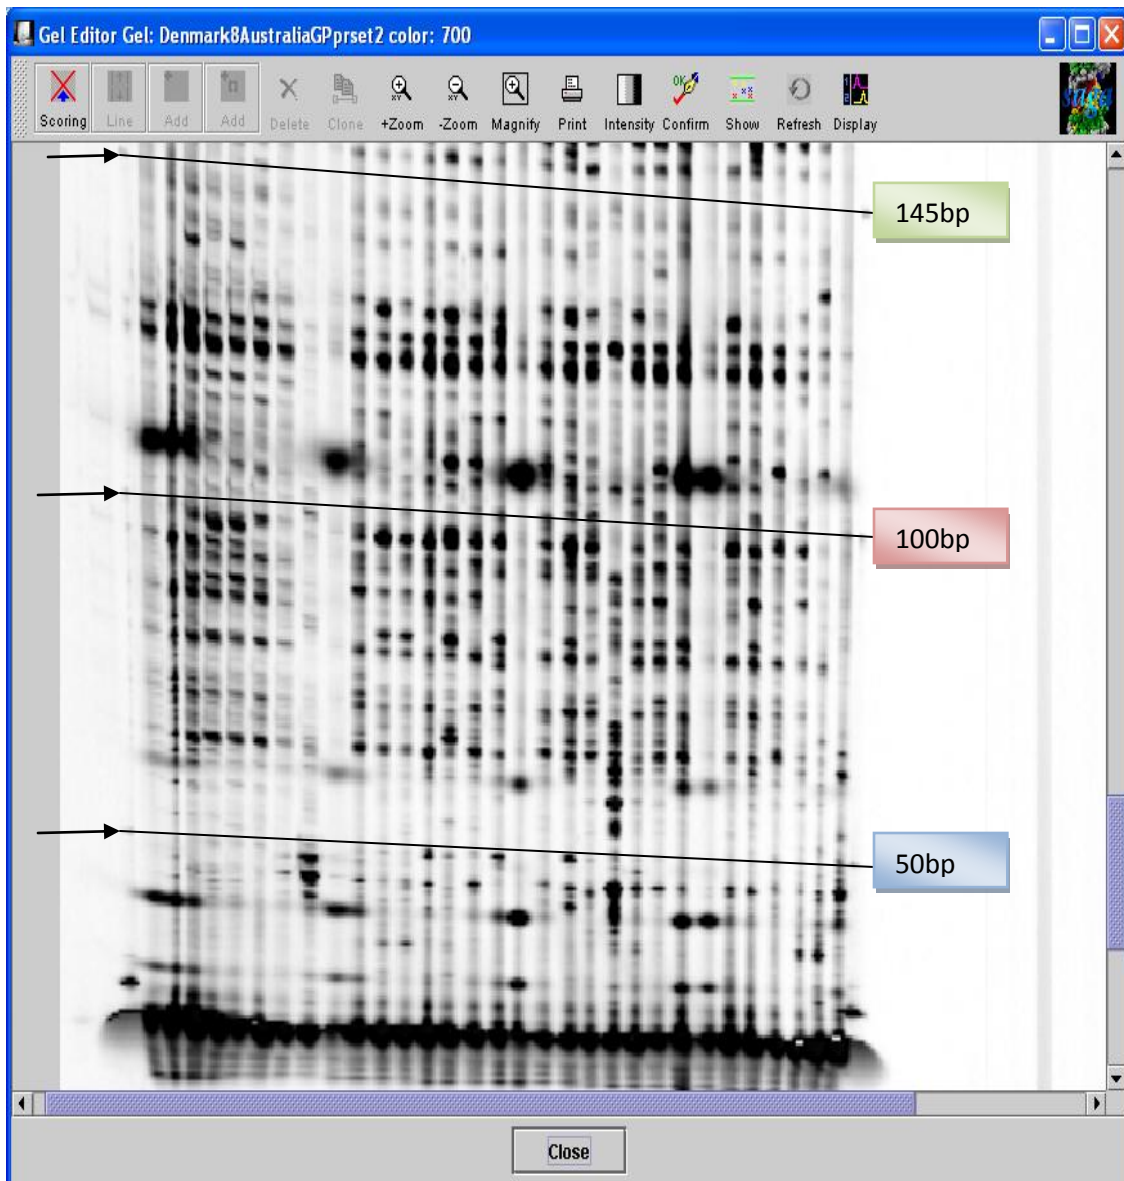 Gel Editor Gel: Denmark8AustraliaGPprset2 color: 700
Scoring Line Add Add Delete Clone +Zoom -Zoom Magnify Print Intensity Confirm Show Refresh Display
145bp
100bp
50bp
Close